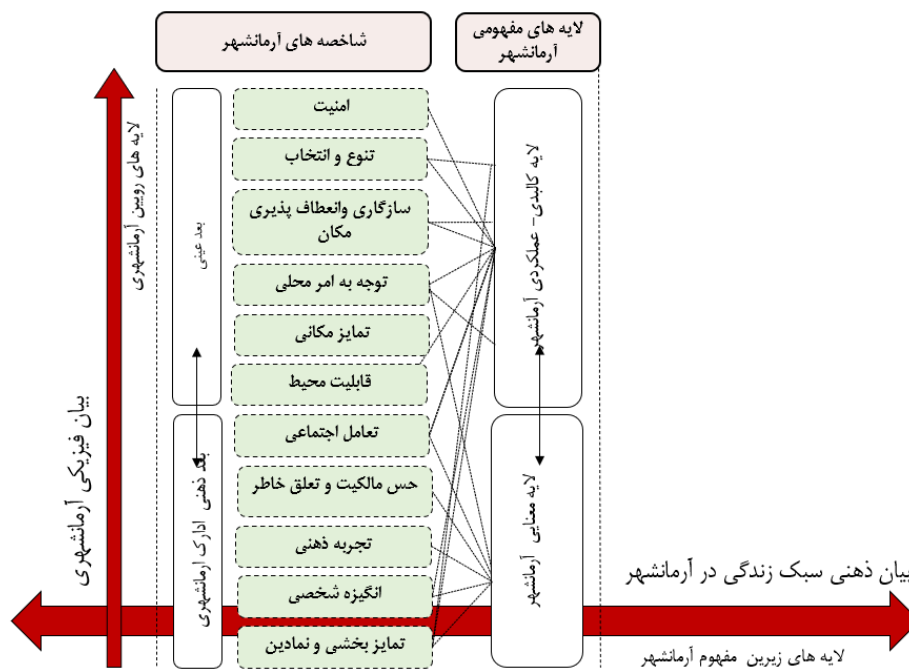 لایه های مفهومی
آرمانشهر
شاخصه های آرمانشهر
لایه کالبدی- عملکردی آرمانشهر
لایه معنایی آرمانشهر
امنیت
تنوع و انتخاب
سازگاری وانعطاف پذیری
مکان
توجه به امر محلی
تمایز مکانی
قابلیت محیط
تعامل اجتماعی
حس مالکیت و تعلق خاطر
تجربه ذهنی
انگیزه شخصی
تمایز بخشی و نمادین
بعد عینی
بعد ذهنی ادارک ارمانشهری
لایه های رویین آرمانشهری
بیان فیزیکی آرمانشهری
بیان ذهنی سبک زندگی در آرمانشهر
لایه های زیرین مفهوم آرمانشهر